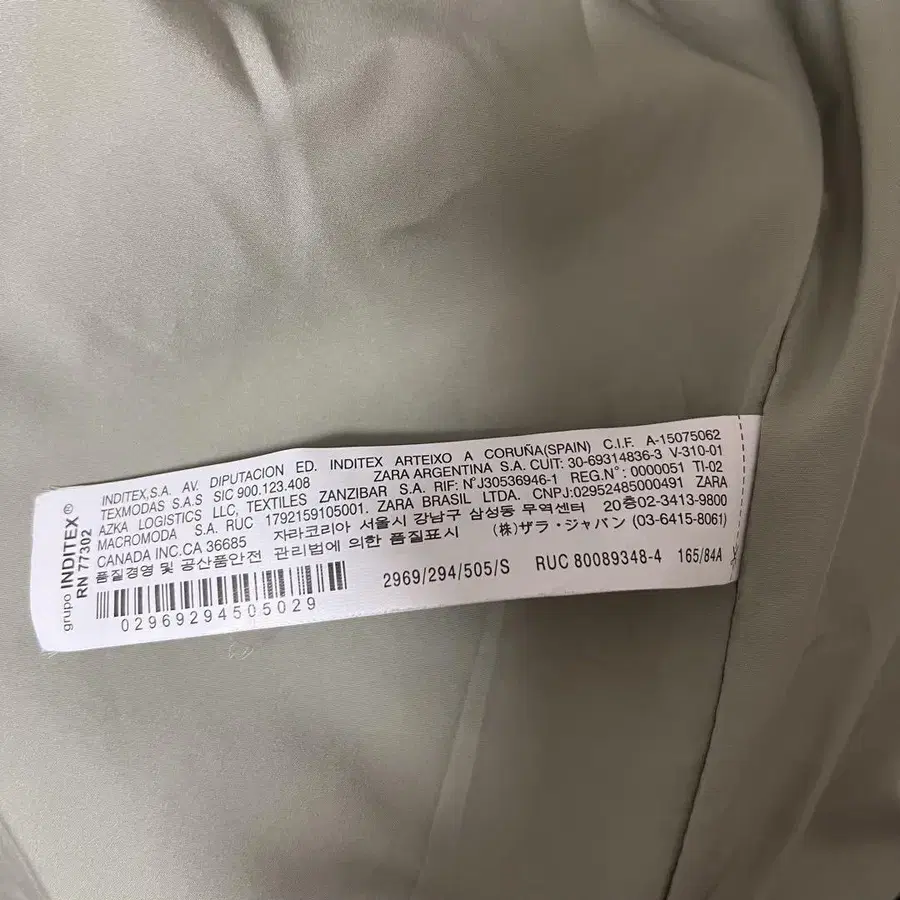 grupo INDITEX®
RN 77302
INDITEX,S.A. AV. DIPUTACION ED. INDITEX ARTEIXO A CORUÑA(SPAIN) C.I.F. A-15075062
TEXMODAS S.A.S SIC 900.123.408 ZARA ARGENTINA S.A. CUIT: 30-69314836-3 V-310-01
AZKA LOGISTICS LLC, TEXTILES ZANZIBAR S.A. RIF: N°J30536946-1 REG.N°: 0000051 TI-02
MACROMODA S.A. RUC 1792159105001. ZARA BRASIL LTDA. CNPJ:02952485000491 ZARA
CANADA INC.CA 36685 자라코리아 서울시 강남구 삼성동 무역센터 20층02-3413-9800
품질경영 및 공산품안전 관리법에 의한 품질표시 (株)ザラ・ジャパン (03-6415-8061)
2969/294/505/S RUC 80089348-4 165/84A
02969294505029